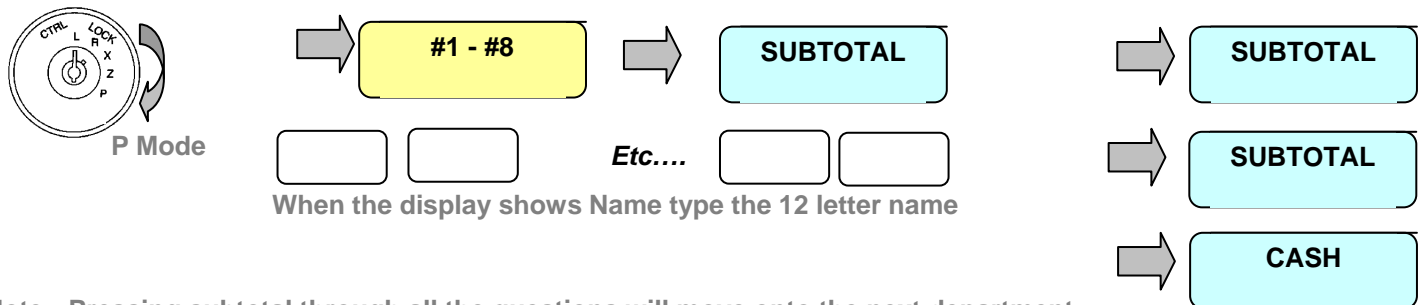 CTRL L LOCK R X Z P
#1 - #8
SUBTOTAL
SUBTOTAL
P Mode
Etc….
SUBTOTAL
When the display shows Name type the 12 letter name
CASH
Pressing subtotal through all the questions will move onto the next department